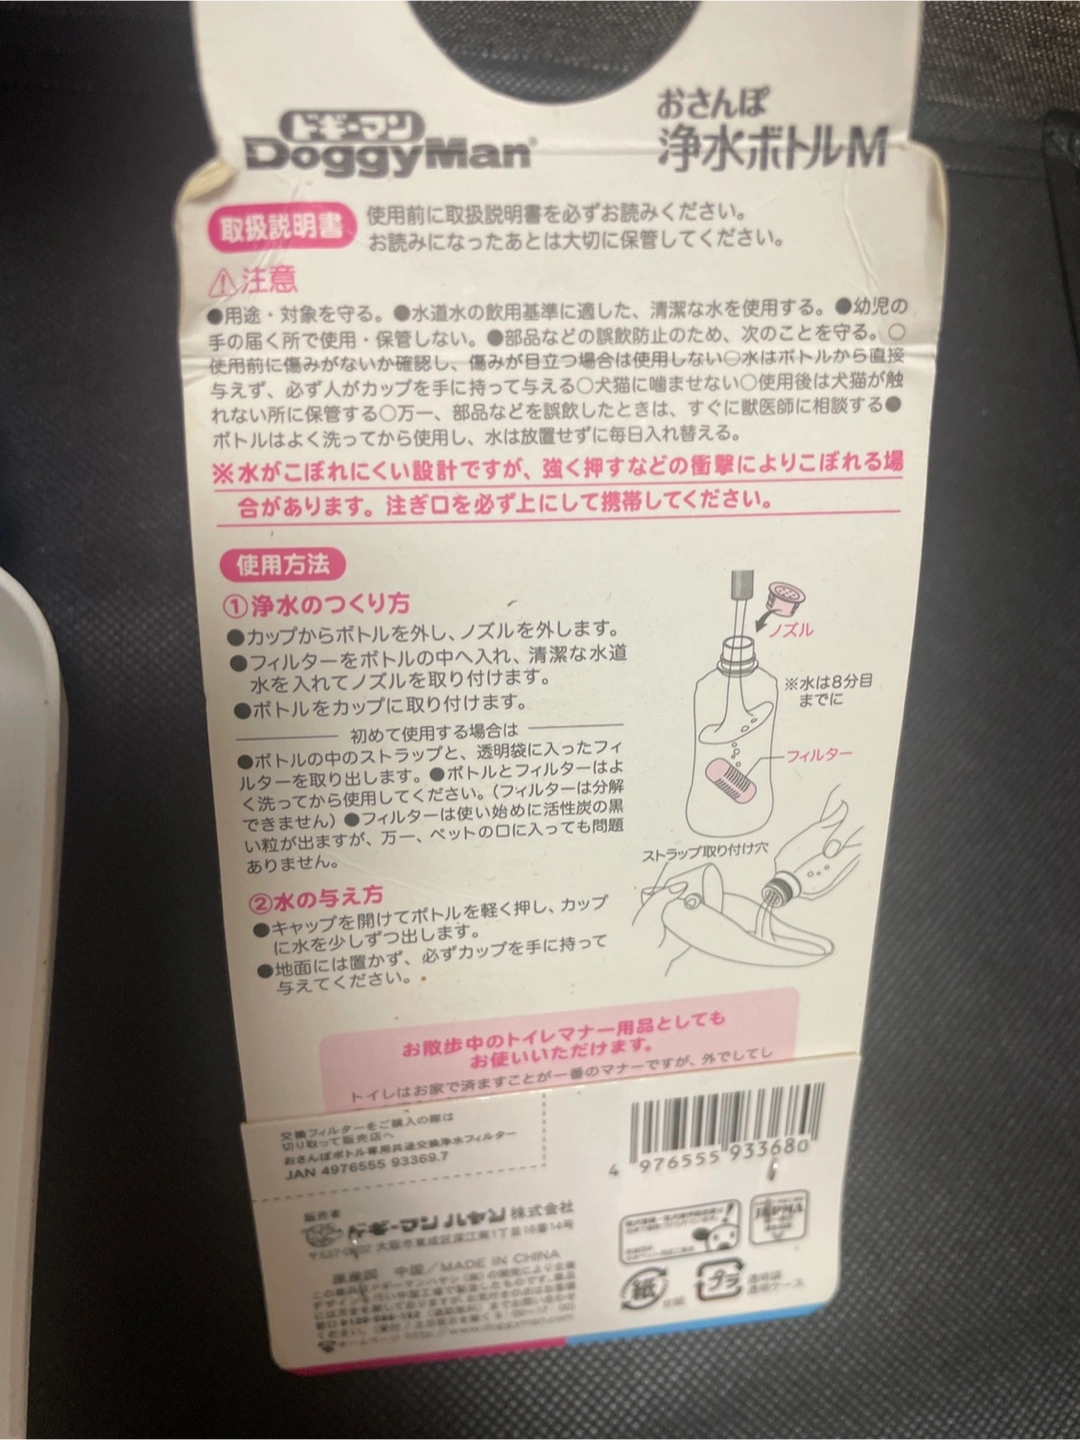 ドギーマン
DoggyMan
おさんぽ
浄水ボトルM
取扱説明書
使用前に取扱説明書を必ずお読みください。
お読みになったあとは大切に保管してください。
注意
●用途・対象を守る。●水道水の飲用基準に適した、清潔な水を使用する。●幼児の
手の届く所で使用・保管しない。●部品などの誤飲防止のため、次のことを守る。○
使用前に傷みがないか確認し、傷みが目立つ場合は使用しない○水はボトルから直接
与えず、必ず人がカップを手に持って与える○犬猫に噛ませない○使用後は犬猫が触
れない所に保管する○万一、部品などを誤飲したときは、すぐに獣医師に相談する●
ボトルはよく洗ってから使用し、水は放置せずに毎日入れ替える。
※水がこぼれにくい設計ですが、強く押すなどの衝撃によりこぼれる場
合があります。注ぎ口を必ず上にして携帯してください。
使用方法
①浄水のつくり方
●カップからボトルを外し、ノズルを外します。
●フィルターをボトルの中へ入れ、清潔な水道
水を入れてノズルを取り付けます。
●ボトルをカップに取り付けます。
初めて使用する場合は
●ボトルの中のストラップと、透明袋に入ったフィ
ルターを取り出します。●ボトルとフィルターはよ
く洗ってから使用してください。(フィルターは分解
できません)●フィルターは使い始めに活性炭の黒
い粒が出ますが、万一、ペットの口に入っても問題
ありません。
②水の与え方
●キャップを開けてボトルを軽く押し、カップ
に水を少しずつ出します。
●地面には置かず、必ずカップを手に持って
与えてください。
ノズル
※水は8分目
までに
フィルター
ストラップ取り付け穴
お散歩中のトイレマナー用品としても
お使いいただけます。
トイレはお家で済ますことが一番のマナーですが、外でしてし
交換フィルターをご購入の際は
切り取って販売店へ
おさんぽボトル専用共通交換浄水フィルター
JAN 4976555 93369.7
4 976555 933680
販売者
ドギーマンハヤシ株式会社
大阪市東成区深江南1丁目16番14号
原産国 中国/MADE IN CHINA
http://www.doggyman.com
JAPMA
紙
台紙
プラ
透明袋
透明ケース